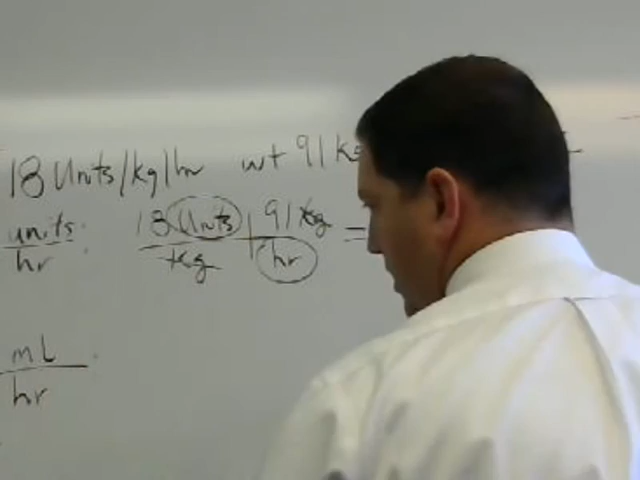 18 Units/kg/hr wt 91 kg
units 18 Units 91 kg =
hr : kg hr
mL
hr